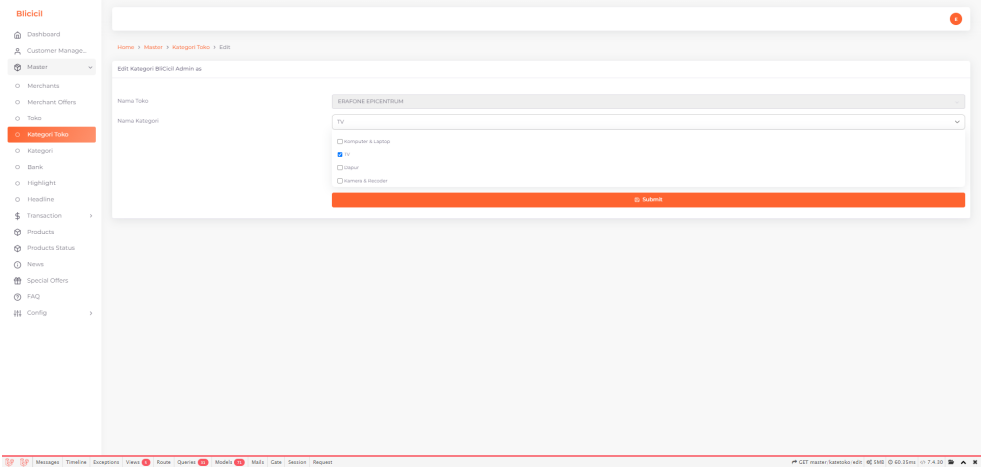 Blicicil
Dashboard
Customer Manage...
Master
Merchants
Merchant Offers
Toko
Kategori Toko
Kategori
Bank
Highlight
Headline
Transaction
Products
Products Status
News
Special Offers
FAQ
Config
Home > Master > Kategori Toko > Edit
Edit Kategori BliCicil Admin as
Nama Toko
ERAFONE EPICENTRUM
Nama Kategori
TV
Komputer & Laptop
TV
Dapur
Kamera & Recoder
Submit
Messages Timeline Exceptions Views Route Queries Models Mails Gate Session Request
GET master/katetoko/edit 5MB 60.35ms 7.4.30